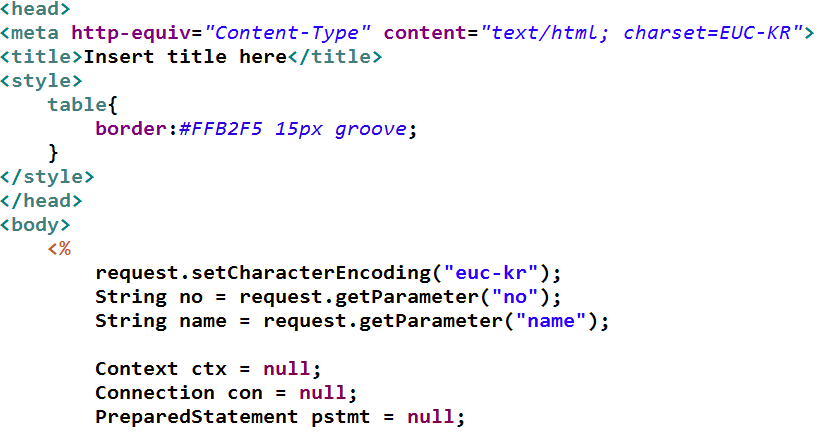 <head>
<meta http-equiv="Content-Type" content="text/html; charset=EUC-KR">
<title>Insert title here</title>
<style>
    table{
        border:#FFB2F5 15px groove;
    }
</style>
</head>
<body>
    <%
        request.setCharacterEncoding("euc-kr");
        String no = request.getParameter("no");
        String name = request.getParameter("name");

        Context ctx = null;
        Connection con = null;
        PreparedStatement pstmt = null;